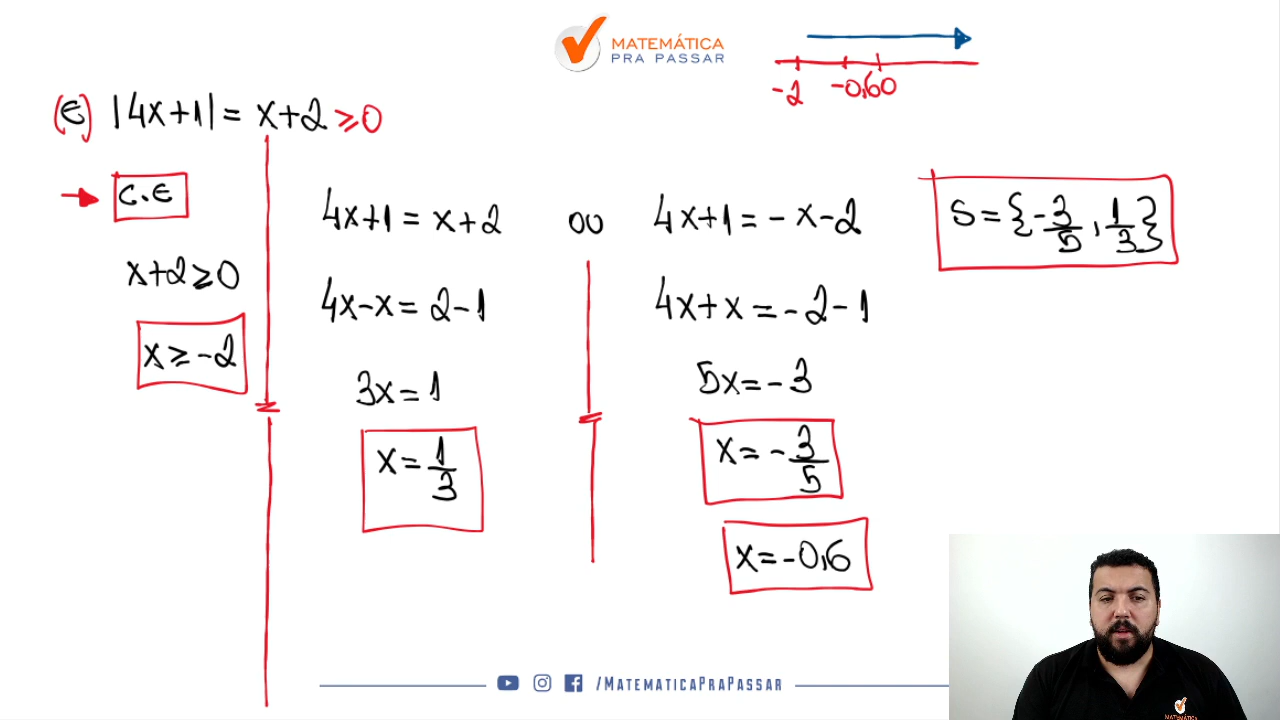 MATEMÁTICA
PRA PASSAR
-2 -0,6 0
(E) |4x+1| = x+2 ≥0
C.E
x+2≥0
x≥-2
4x+1 = x+2 ou 4x+1 = -x-2
4x-x = 2-1
3x=1
x=1/3
4x+x = -2-1
5x=-3
x=-3/5
x=-0,6
S={-3/5, 1/3}
/MATEMATICAPRAPASSAR
MATEMÁTICA